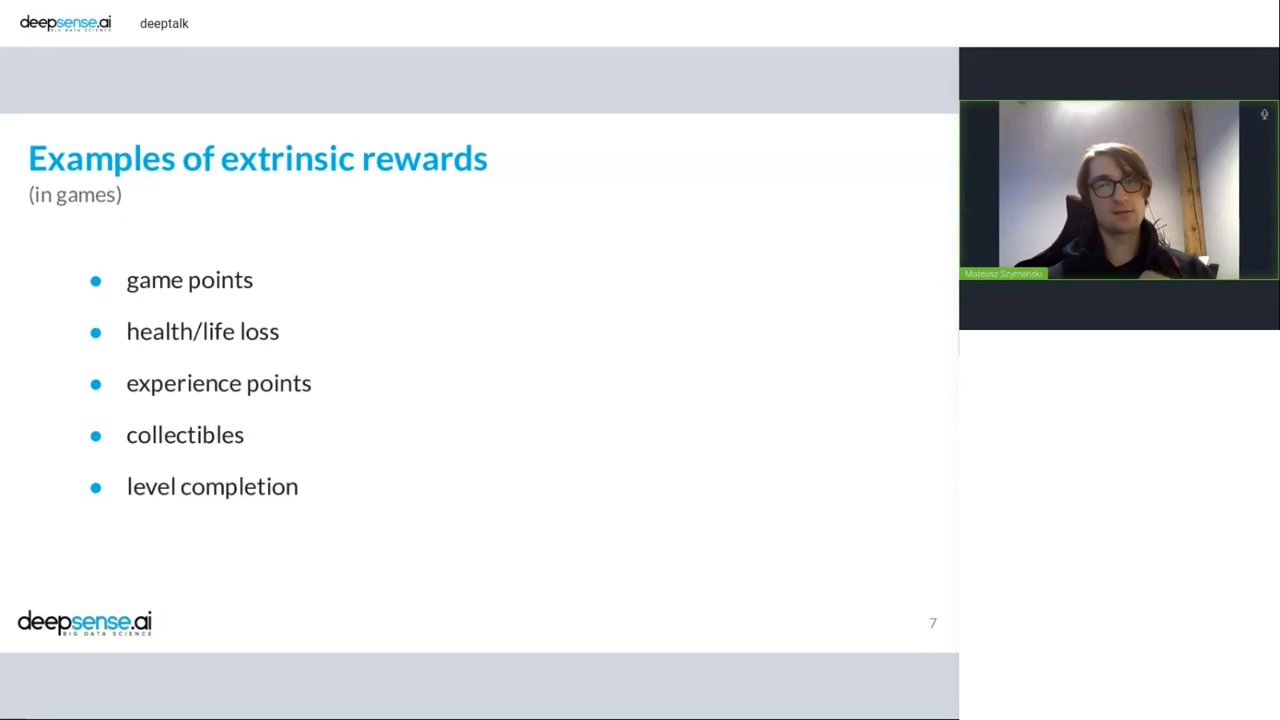 deepsense.ai
BIG DATA SCIENCE
deeptalk
Examples of extrinsic rewards
(in games)
● game points
● health/life loss
● experience points
● collectibles
● level completion
deepsense.ai
BIG DATA SCIENCE
7
Mateusz Szymański